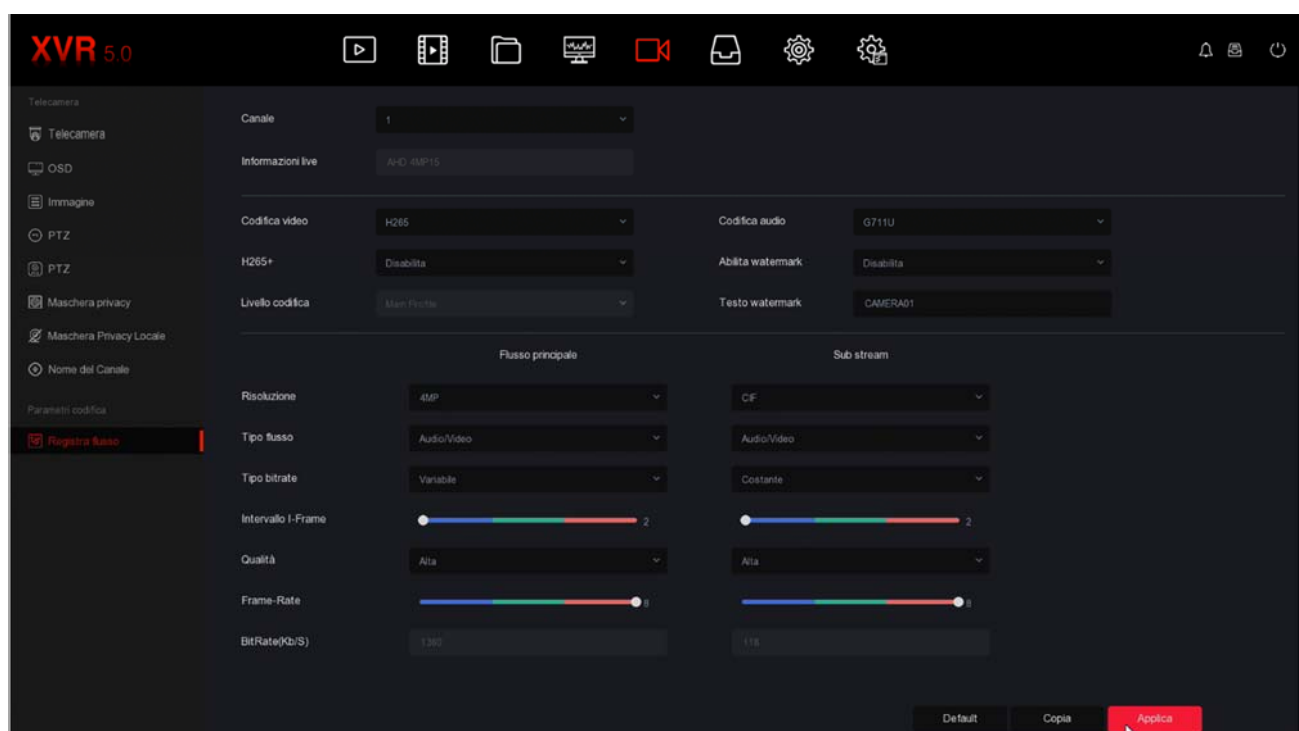 XVR 5.0
Telecamera
Telecamera
OSD
Immagine
PTZ
PTZ
Maschera privacy
Maschera Privacy Locale
Nome del Canale
Parametri codifica
Registra flusso
Canale 1
Informazioni live AHD 4MP15
Codifica video H265 Codifica audio G711U
H265+ Disabilita Abilita watermark Disabilita
Livello codifica Main Profile Testo watermark CAMERA01
Flusso principale Sub stream
Risoluzione 4MP CIF
Tipo flusso Audio/Video Audio/Video
Tipo bitrate Variabile Costante
Intervallo I-Frame 2 2
Qualità Alta Alta
Frame-Rate 8 8
BitRate(Kb/S) 1360 118
Default Copia Applica